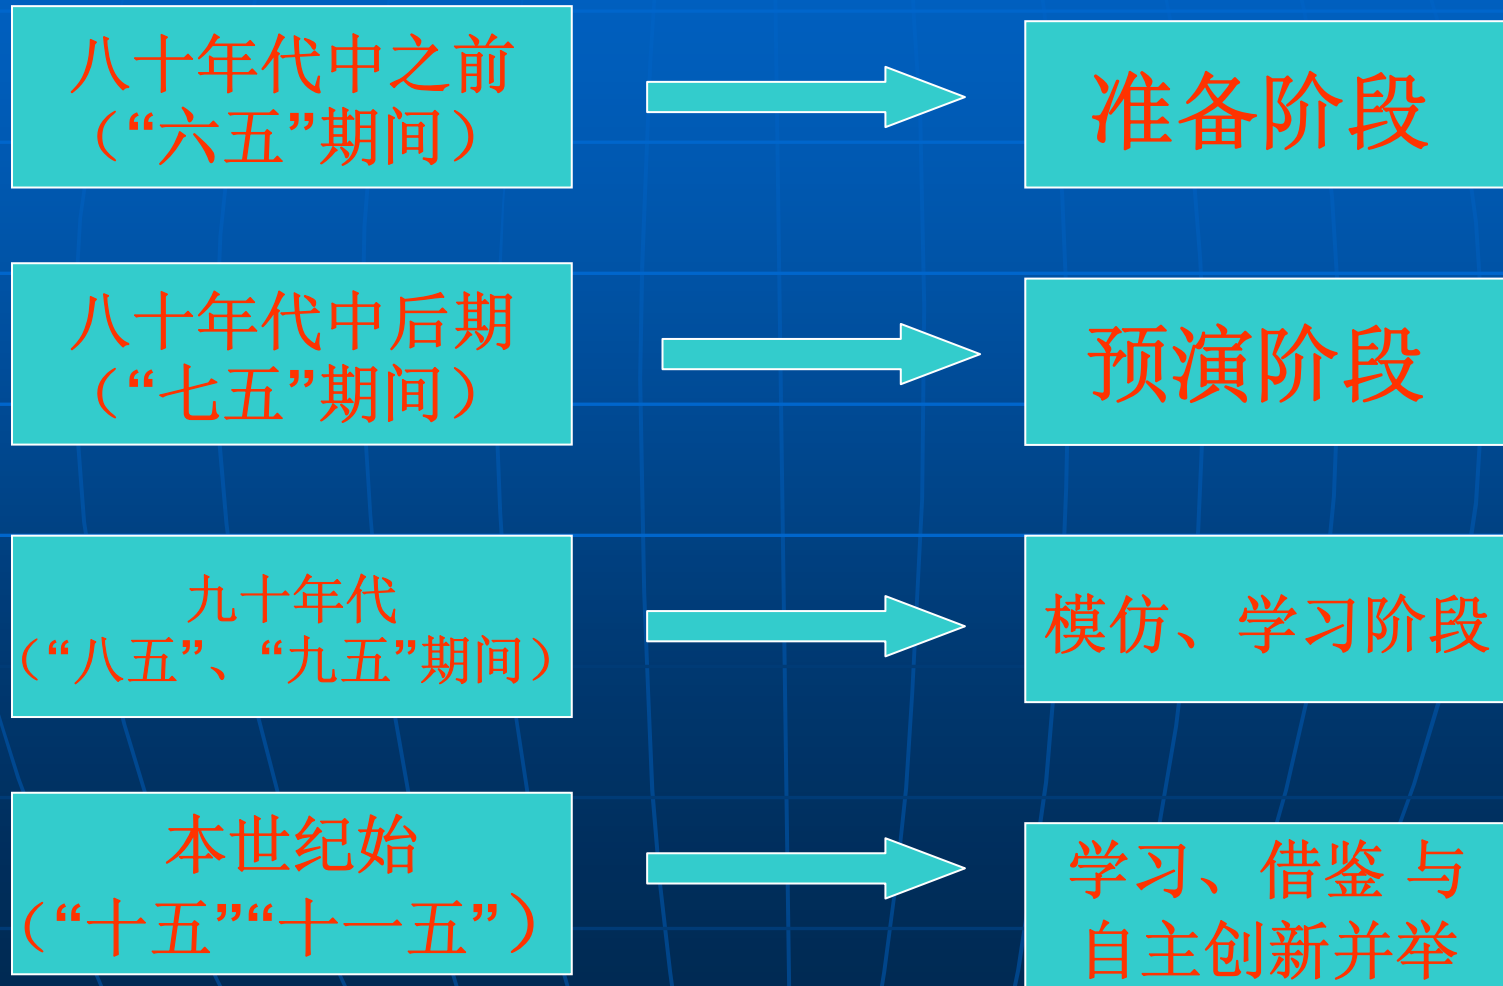 八十年代中之前
（“六五”期间）
准备阶段
八十年代中后期
（“七五”期间）
预演阶段
九十年代
（“八五”、“九五”期间）
模仿、学习阶段
本世纪始
（“十五”“十一五”）
学习、借鉴 与
自主创新并举